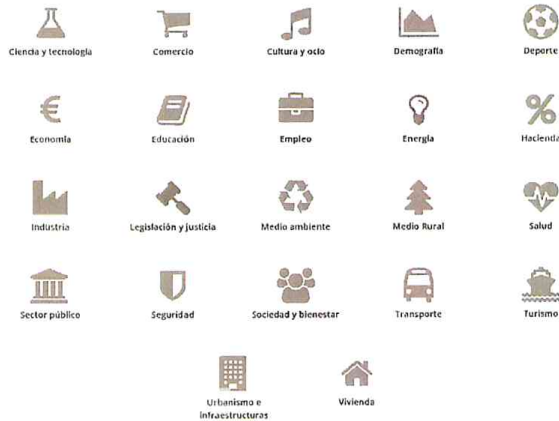 Ciencia y tecnología
Comercio
Cultura y ocio
Demografía
Deporte
Economía
Educación
Empleo
Energía
Hacienda
Industria
Legislación y justicia
Medio ambiente
Medio Rural
Salud
Sector público
Seguridad
Sociedad y bienestar
Transporte
Turismo
Urbanismo e
infraestructuras
Vivienda